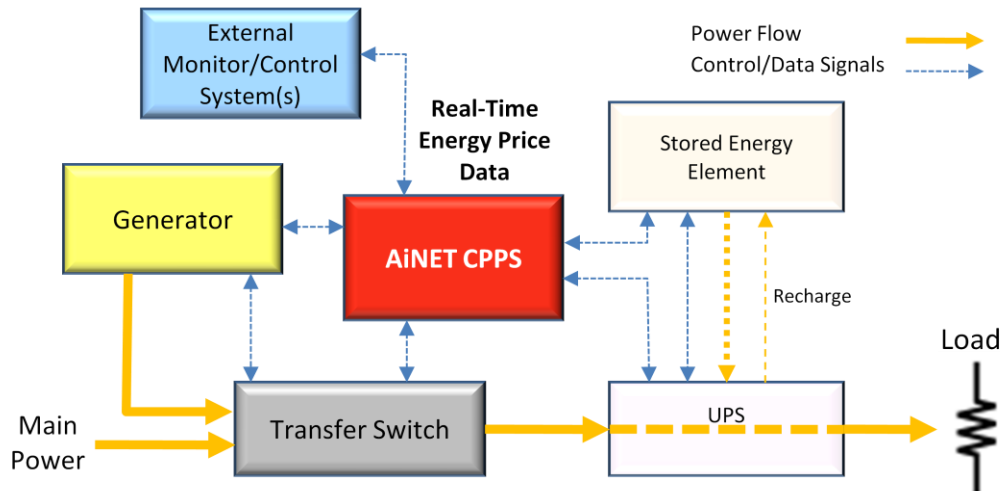 External
Monitor/Control
System(s)
Power Flow
Control/Data Signals
Real-Time
Energy Price
Data
Stored Energy
Element
Generator
AiNET CPPS
Recharge
Load
Main
Power
Transfer Switch
UPS